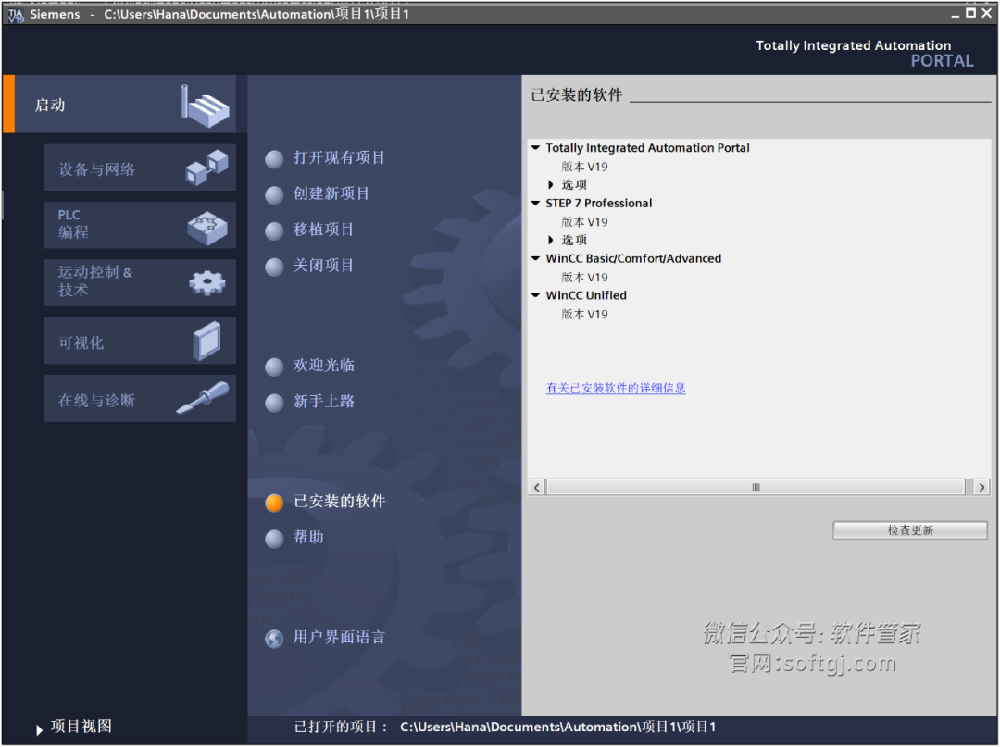 TIA V19 Siemens - C:\Users\Hana\Documents\Automation\项目1\项目1
Totally Integrated Automation
PORTAL
启动
设备与网络
PLC
编程
运动控制 &
技术
可视化
在线与诊断
打开现有项目
创建新项目
移植项目
关闭项目
欢迎光临
新手上路
已安装的软件
帮助
用户界面语言
已安装的软件
Totally Integrated Automation Portal
版本 V19
选项
STEP 7 Professional
版本 V19
选项
WinCC Basic/Comfort/Advanced
版本 V19
WinCC Unified
版本 V19
有关已安装软件的详细信息
检查更新
微信公众号: 软件管家
官网:softgj.com
项目视图
已打开的项目: C:\Users\Hana\Documents\Automation\项目1\项目1